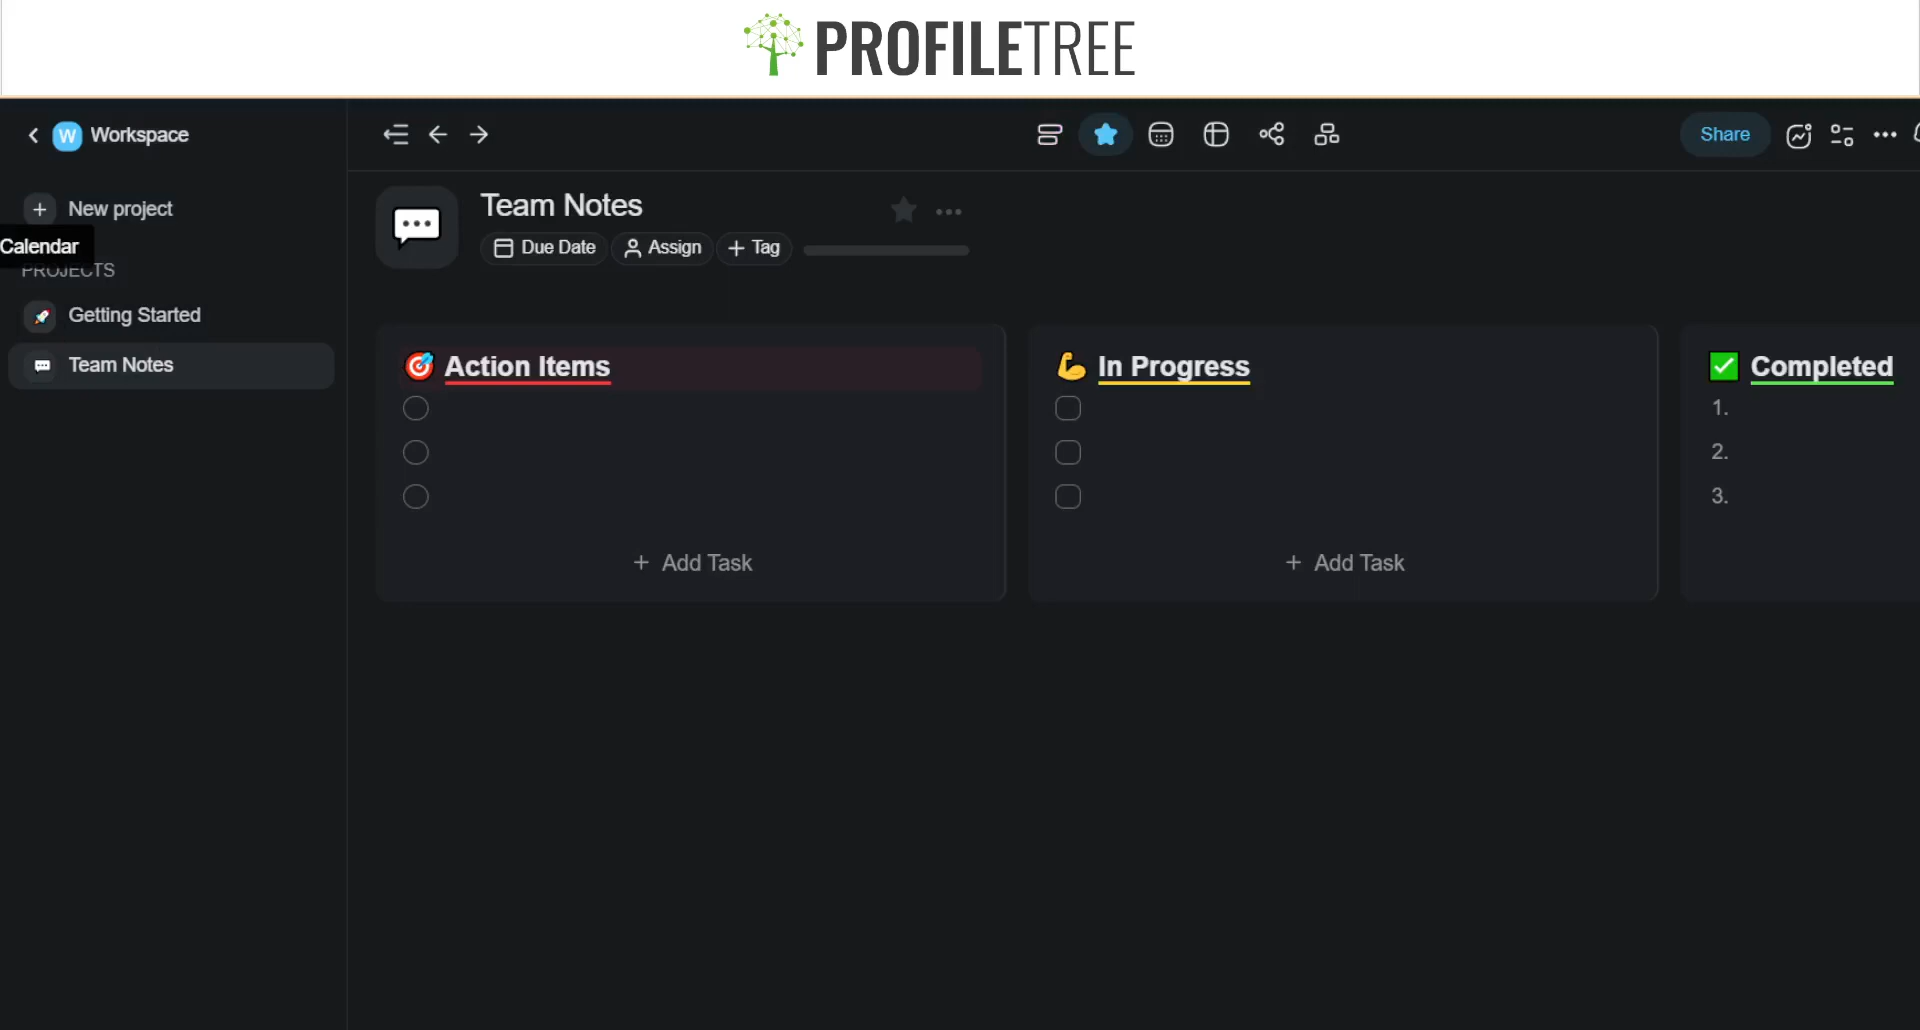 PROFILETREE
W Workspace
Share
+ New project
Calendar
PROJECTS
Getting Started
Team Notes
Team Notes
Due Date Assign + Tag
Action Items
+ Add Task
In Progress
+ Add Task
Completed
1.
2.
3.